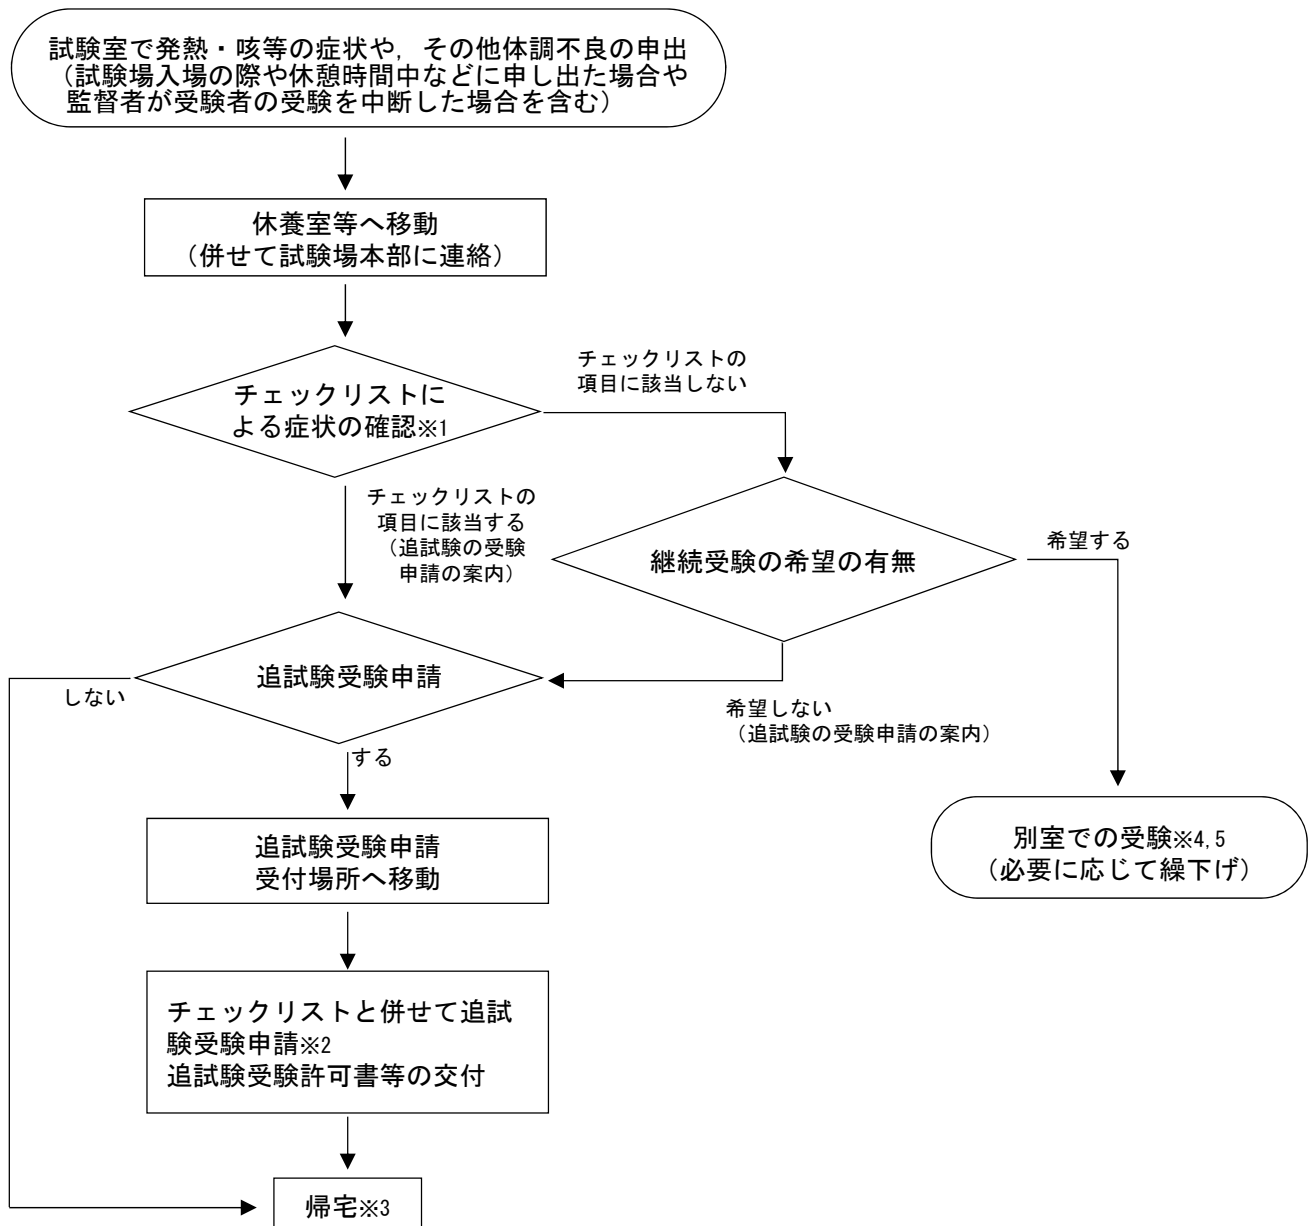 試験室で発熱・咳等の症状や，その他体調不良の申出
（試験場入場の際や休憩時間中などに申し出た場合や
監督者が受験者の受験を中断した場合を含む）
休養室等へ移動
（併せて試験場本部に連絡）
チェックリストに
よる症状の確認※1
チェックリストの
項目に該当しない
チェックリストの
項目に該当する
（追試験の受験
申請の案内）
継続受験の希望の有無
希望する
追試験受験申請
しない
希望しない
（追試験の受験申請の案内）
する
追試験受験申請
受付場所へ移動
別室での受験※4,5
（必要に応じて繰下げ）
チェックリストと併せて追試
験受験申請※2
追試験受験許可書等の交付
帰宅※3